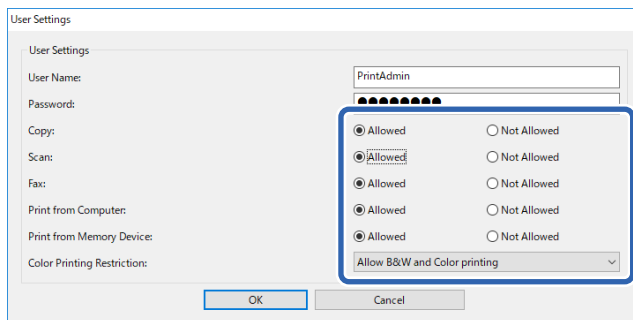 User Settings
User Settings
User Name: PrintAdmin
Password: ●●●●●●●●
Copy: Allowed Not Allowed
Scan: Allowed Not Allowed
Fax: Allowed Not Allowed
Print from Computer: Allowed Not Allowed
Print from Memory Device: Allowed Not Allowed
Color Printing Restriction: Allow B&W and Color printing
OK Cancel